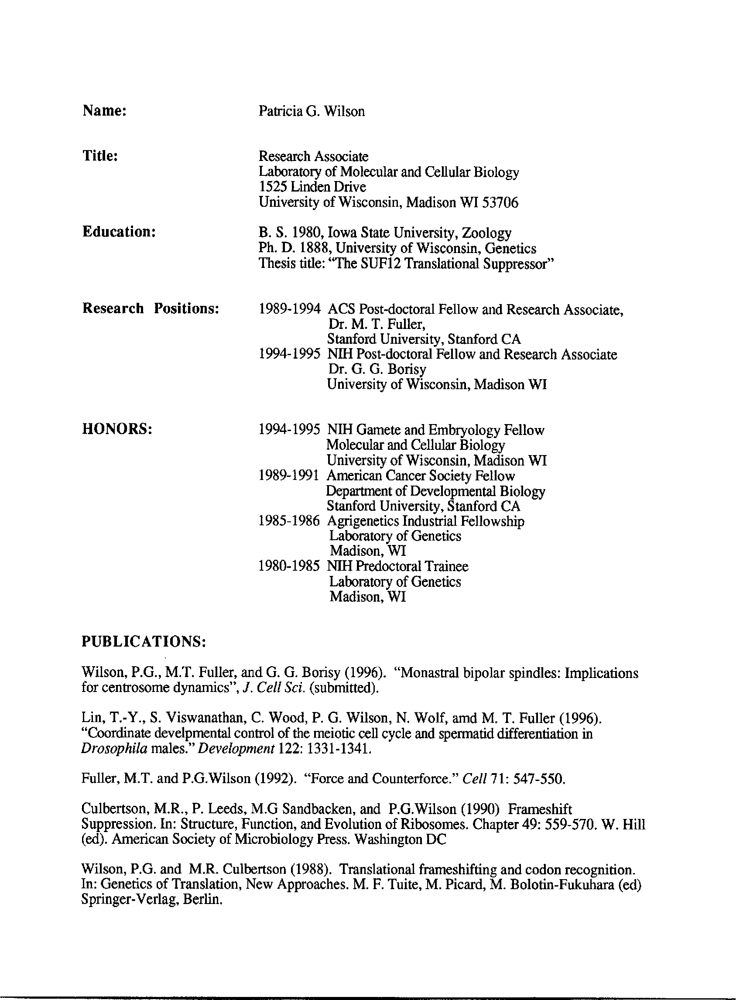 Name: Patricia G. Wilson
Title: Research Associate
Laboratory of Molecular and Cellular Biology
1525 Linden Drive
University of Wisconsin, Madison WI 53706
Education: B. S. 1980, Iowa State University, Zoology
Ph. D. 1888, University of Wisconsin, Genetics
Thesis title: “The SUF12 Translational Suppressor”
Research Positions: 1989-1994 ACS Post-doctoral Fellow and Research Associate,
Dr. M. T. Fuller,
Stanford University, Stanford CA
1994-1995 NIH Post-doctoral Fellow and Research Associate
Dr. G. G. Borisy
University of Wisconsin, Madison WI
HONORS: 1994-1995 NIH Gamete and Embryology Fellow
Molecular and Cellular Biology
University of Wisconsin, Madison WI
1989-1991 American Cancer Society Fellow
Department of Developmental Biology
Stanford University, Stanford CA
1985-1986 Agrigenetics Industrial Fellowship
Laboratory of Genetics
Madison, WI
1980-1985 NIH Predoctoral Trainee
Laboratory of Genetics
Madison, WI
PUBLICATIONS:
Wilson, P.G., M.T. Fuller, and G. G. Borisy (1996). “Monastral bipolar spindles: Implications
for centrosome dynamics”, J. Cell Sci. (submitted).
Lin, T.-Y., S. Viswanathan, C. Wood, P. G. Wilson, N. Wolf, amd M. T. Fuller (1996).
“Coordinate develpmental control of the meiotic cell cycle and spermatid differentiation in
Drosophila males.” Development 122: 1331-1341.
Fuller, M.T. and P.G.Wilson (1992). “Force and Counterforce.” Cell 71: 547-550.
Culbertson, M.R., P. Leeds, M.G Sandbacken, and P.G.Wilson (1990) Frameshift
Suppression. In: Structure, Function, and Evolution of Ribosomes. Chapter 49: 559-570. W. Hill
(ed). American Society of Microbiology Press. Washington DC
Wilson, P.G. and M.R. Culbertson (1988). Translational frameshifting and codon recognition.
In: Genetics of Translation, New Approaches. M. F. Tuite, M. Picard, M. Bolotin-Fukuhara (ed)
Springer-Verlag, Berlin.